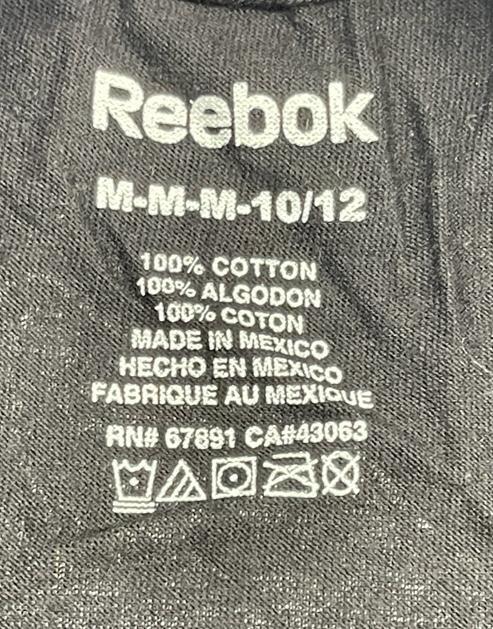 Reebok
M-M-M-10/12
100% COTTON
100% ALGODON
100% COTON
MADE IN MEXICO
HECHO EN MEXICO
FABRIQUE AU MEXIQUE
RN# 67891 CA#43063